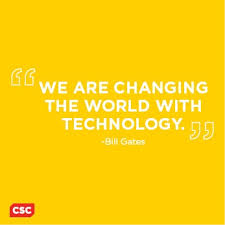 “
WE ARE CHANGING
THE WORLD WITH
TECHNOLOGY.
”
-Bill Gates
CSC